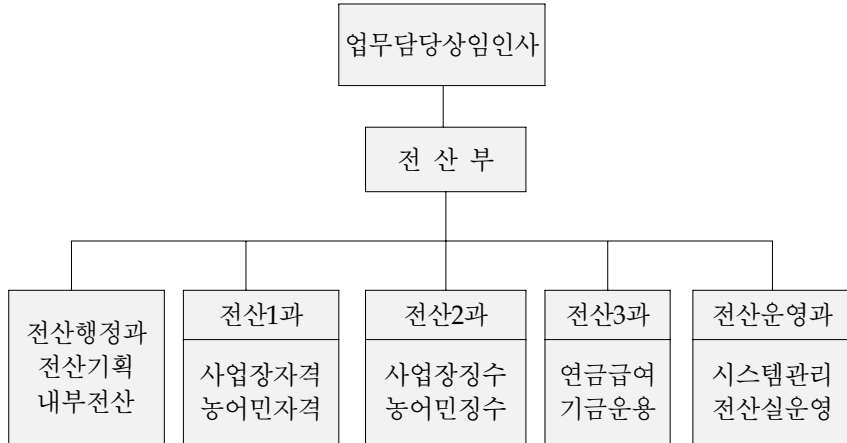 업무담당상임인사
전 산 부
전산행정과
전산기획
내부전산
전산1과
사업장자격
농어민자격
전산2과
사업장징수
농어민징수
전산3과
연금급여
기금운용
전산운영과
시스템관리
전산실운영